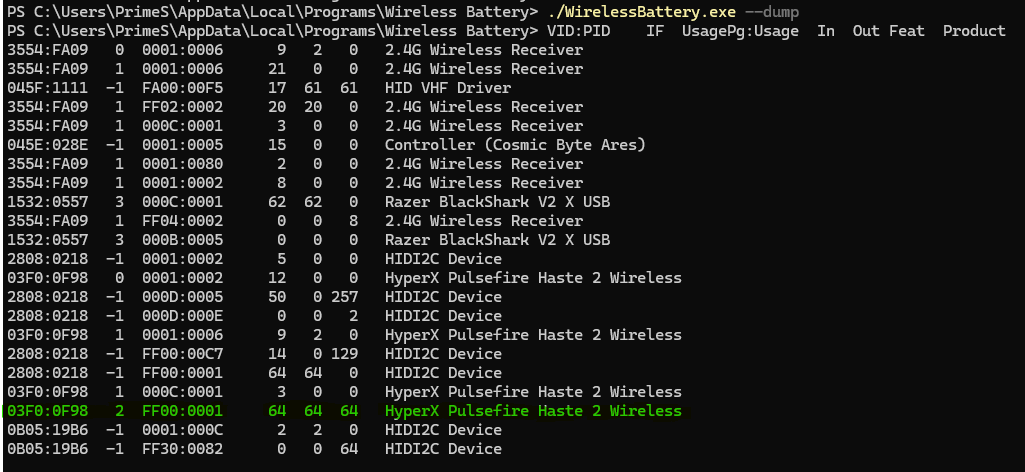 PS C:\Users\PrimeS\AppData\Local\Programs\Wireless Battery> ./WirelessBattery.exe --dump
PS C:\Users\PrimeS\AppData\Local\Programs\Wireless Battery> VID:PID    IF  UsagePg:Usage  In  Out Feat  Product
3554:FA09   0  0001:0006      9   2   0   2.4G Wireless Receiver
3554:FA09   1  0001:0006     21   0   0   2.4G Wireless Receiver
045F:1111  -1  FA00:00F5     17  61  61   HID VHF Driver
3554:FA09   1  FF02:0002     20  20   0   2.4G Wireless Receiver
3554:FA09   1  000C:0001      3   0   0   2.4G Wireless Receiver
045E:028E  -1  0001:0005     15   0   0   Controller (Cosmic Byte Ares)
3554:FA09   1  0001:0080      2   0   0   2.4G Wireless Receiver
3554:FA09   1  0001:0002      8   0   0   2.4G Wireless Receiver
1532:0557   3  000C:0001     62  62   0   Razer BlackShark V2 X USB
3554:FA09   1  FF04:0002      0   0   8   2.4G Wireless Receiver
1532:0557   3  000B:0005      0   0   0   Razer BlackShark V2 X USB
2808:0218  -1  0001:0002      5   0   0   HIDI2C Device
03F0:0F98   0  0001:0002     12   0   0   HyperX Pulsefire Haste 2 Wireless
2808:0218  -1  000D:0005     50   0 257   HIDI2C Device
2808:0218  -1  000D:000E      0   0   2   HIDI2C Device
03F0:0F98   1  0001:0006      9   2   0   HyperX Pulsefire Haste 2 Wireless
2808:0218  -1  FF00:00C7     14   0 129   HIDI2C Device
2808:0218  -1  FF00:0001     64  64   0   HIDI2C Device
03F0:0F98   1  000C:0001      3   0   0   HyperX Pulsefire Haste 2 Wireless
03F0:0F98   2  FF00:0001     64  64  64   HyperX Pulsefire Haste 2 Wireless
0B05:19B6  -1  0001:000C      2   2   0   HIDI2C Device
0B05:19B6  -1  FF30:0082      0   0  64   HIDI2C Device